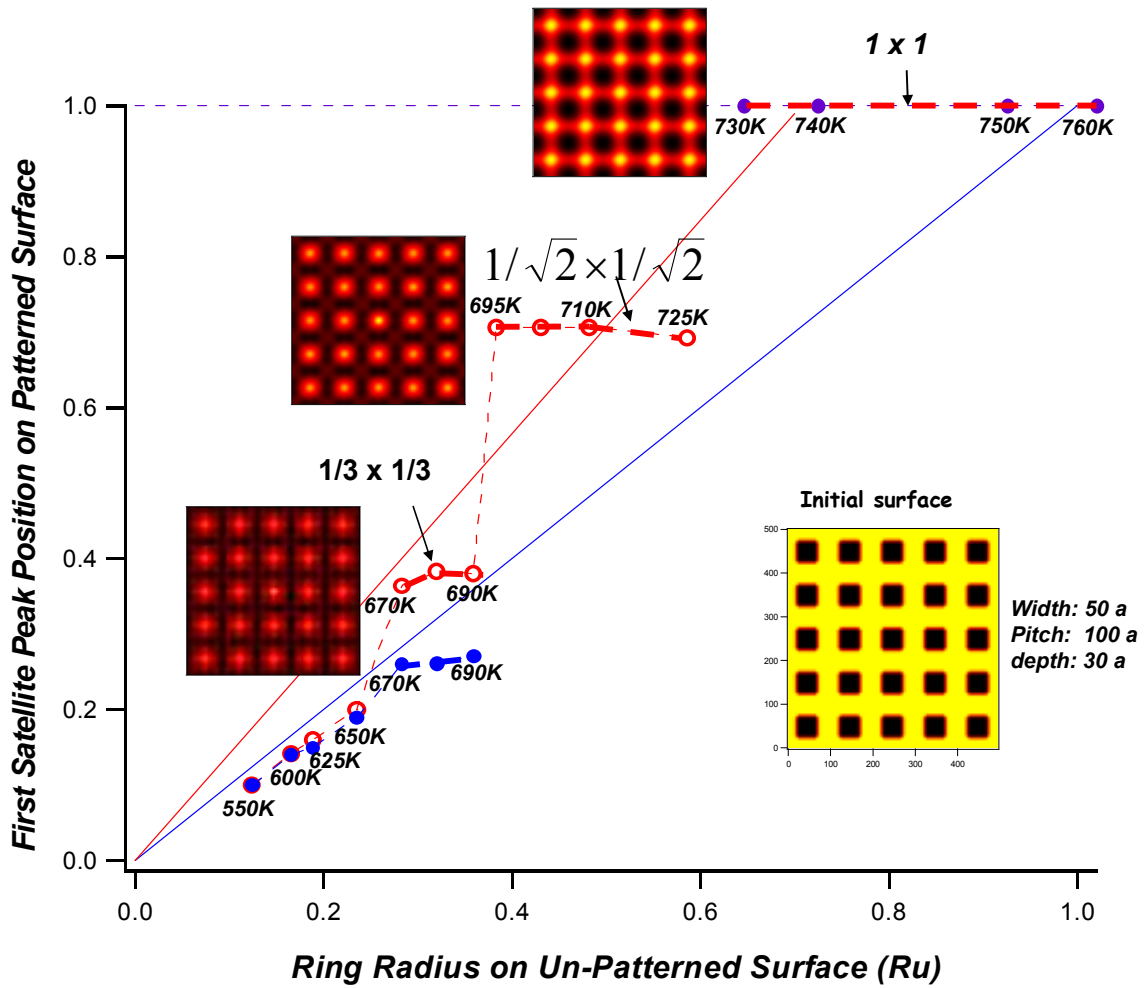 First Satellite Peak Position on Patterned Surface
1.0
0.8
0.6
0.4
0.2
0.0
0.0
0.2
0.4
0.6
0.8
1.0
Ring Radius on Un-Patterned Surface (Ru)
1 x 1
730K
740K
750K
760K
1/√2×1/√2
695K
710K
725K
1/3 x 1/3
670K
690K
670K
690K
650K
625K
600K
550K
Initial surface
500
400
300
200
100
0
0
100
200
300
400
Width: 50 a
Pitch: 100 a
depth: 30 a